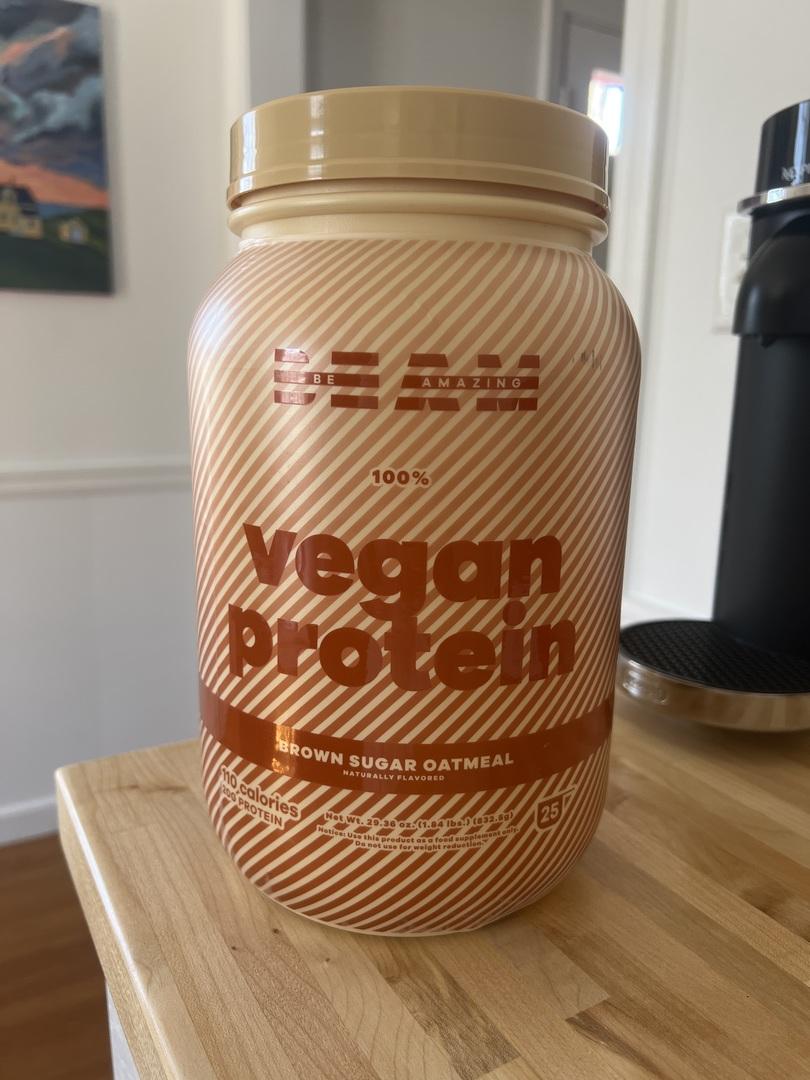 BEAM
BE AMAZING
100%
vegan
protein
BROWN SUGAR OATMEAL
NATURALLY FLAVORED
110 calories
20G PROTEIN
Net Wt. 29.36 oz. (1.84 lbs.) (832.5g)
Notice: Use this product as a food supplement only.
Do not use for weight reduction.
25